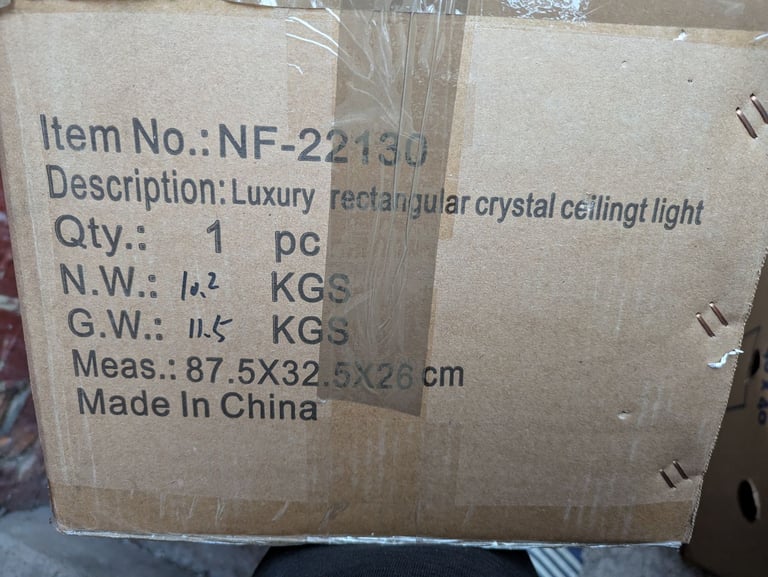 Item No.: NF-22130
Description: Luxury rectangular crystal ceilingt light
Qty.: 1 pc
N.W.: 10.2 KGS
G.W.: 11.5 KGS
Meas.: 87.5X32.5X26 cm
Made In China